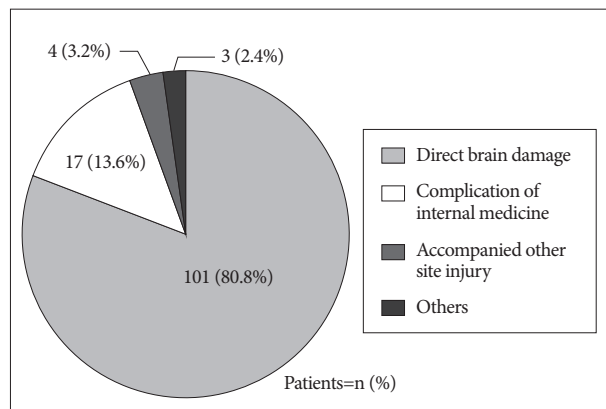 4 (3.2%)
3 (2.4%)
17 (13.6%)
101 (80.8%)
Patients=n (%)
Direct brain damage
Complication of
internal medicine
Accompanied other
site injury
Others